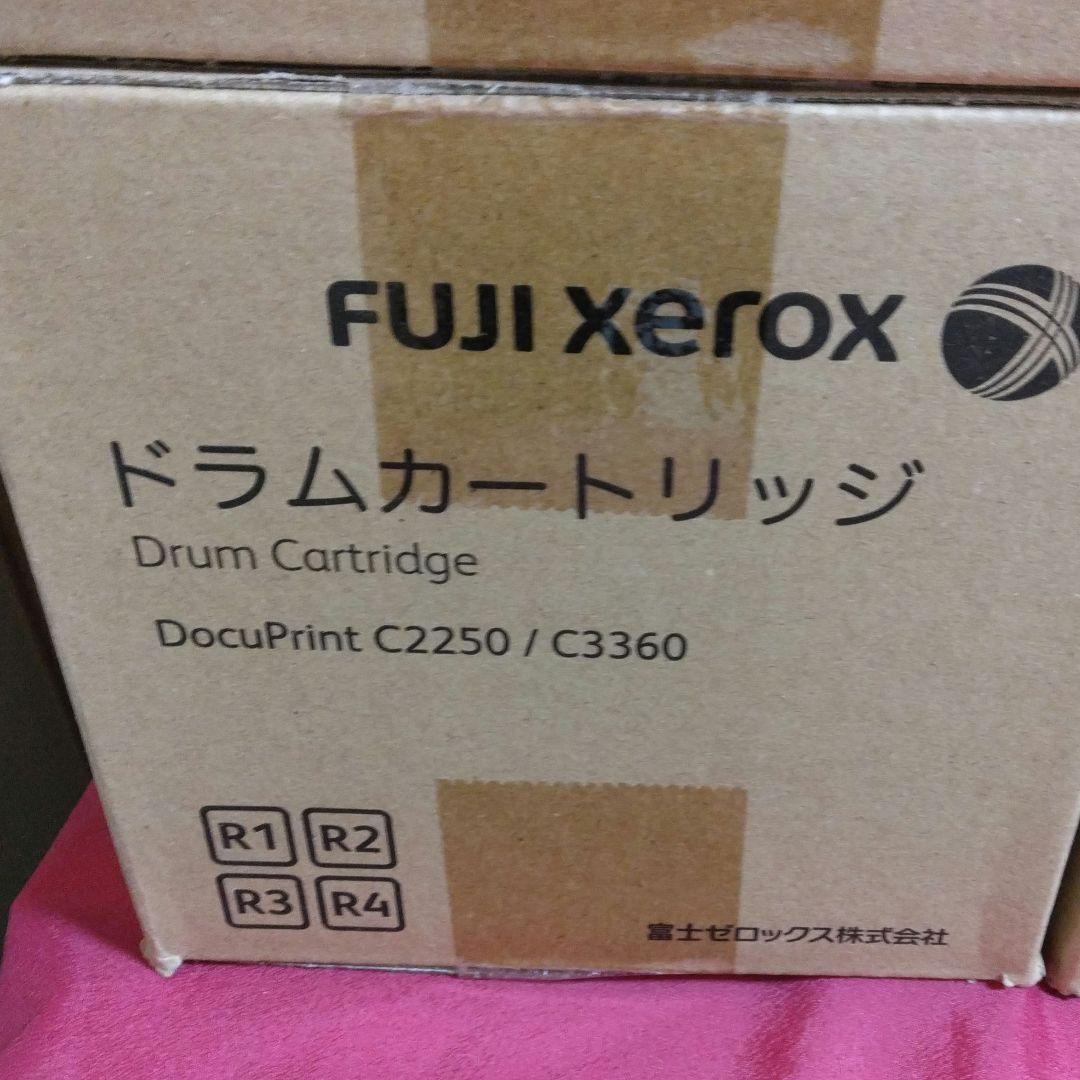 FUJI xerox
ドラムカートリッジ
Drum Cartridge
DocuPrint C2250 / C3360
R1 R2
R3 R4
富士ゼロックス株式会社